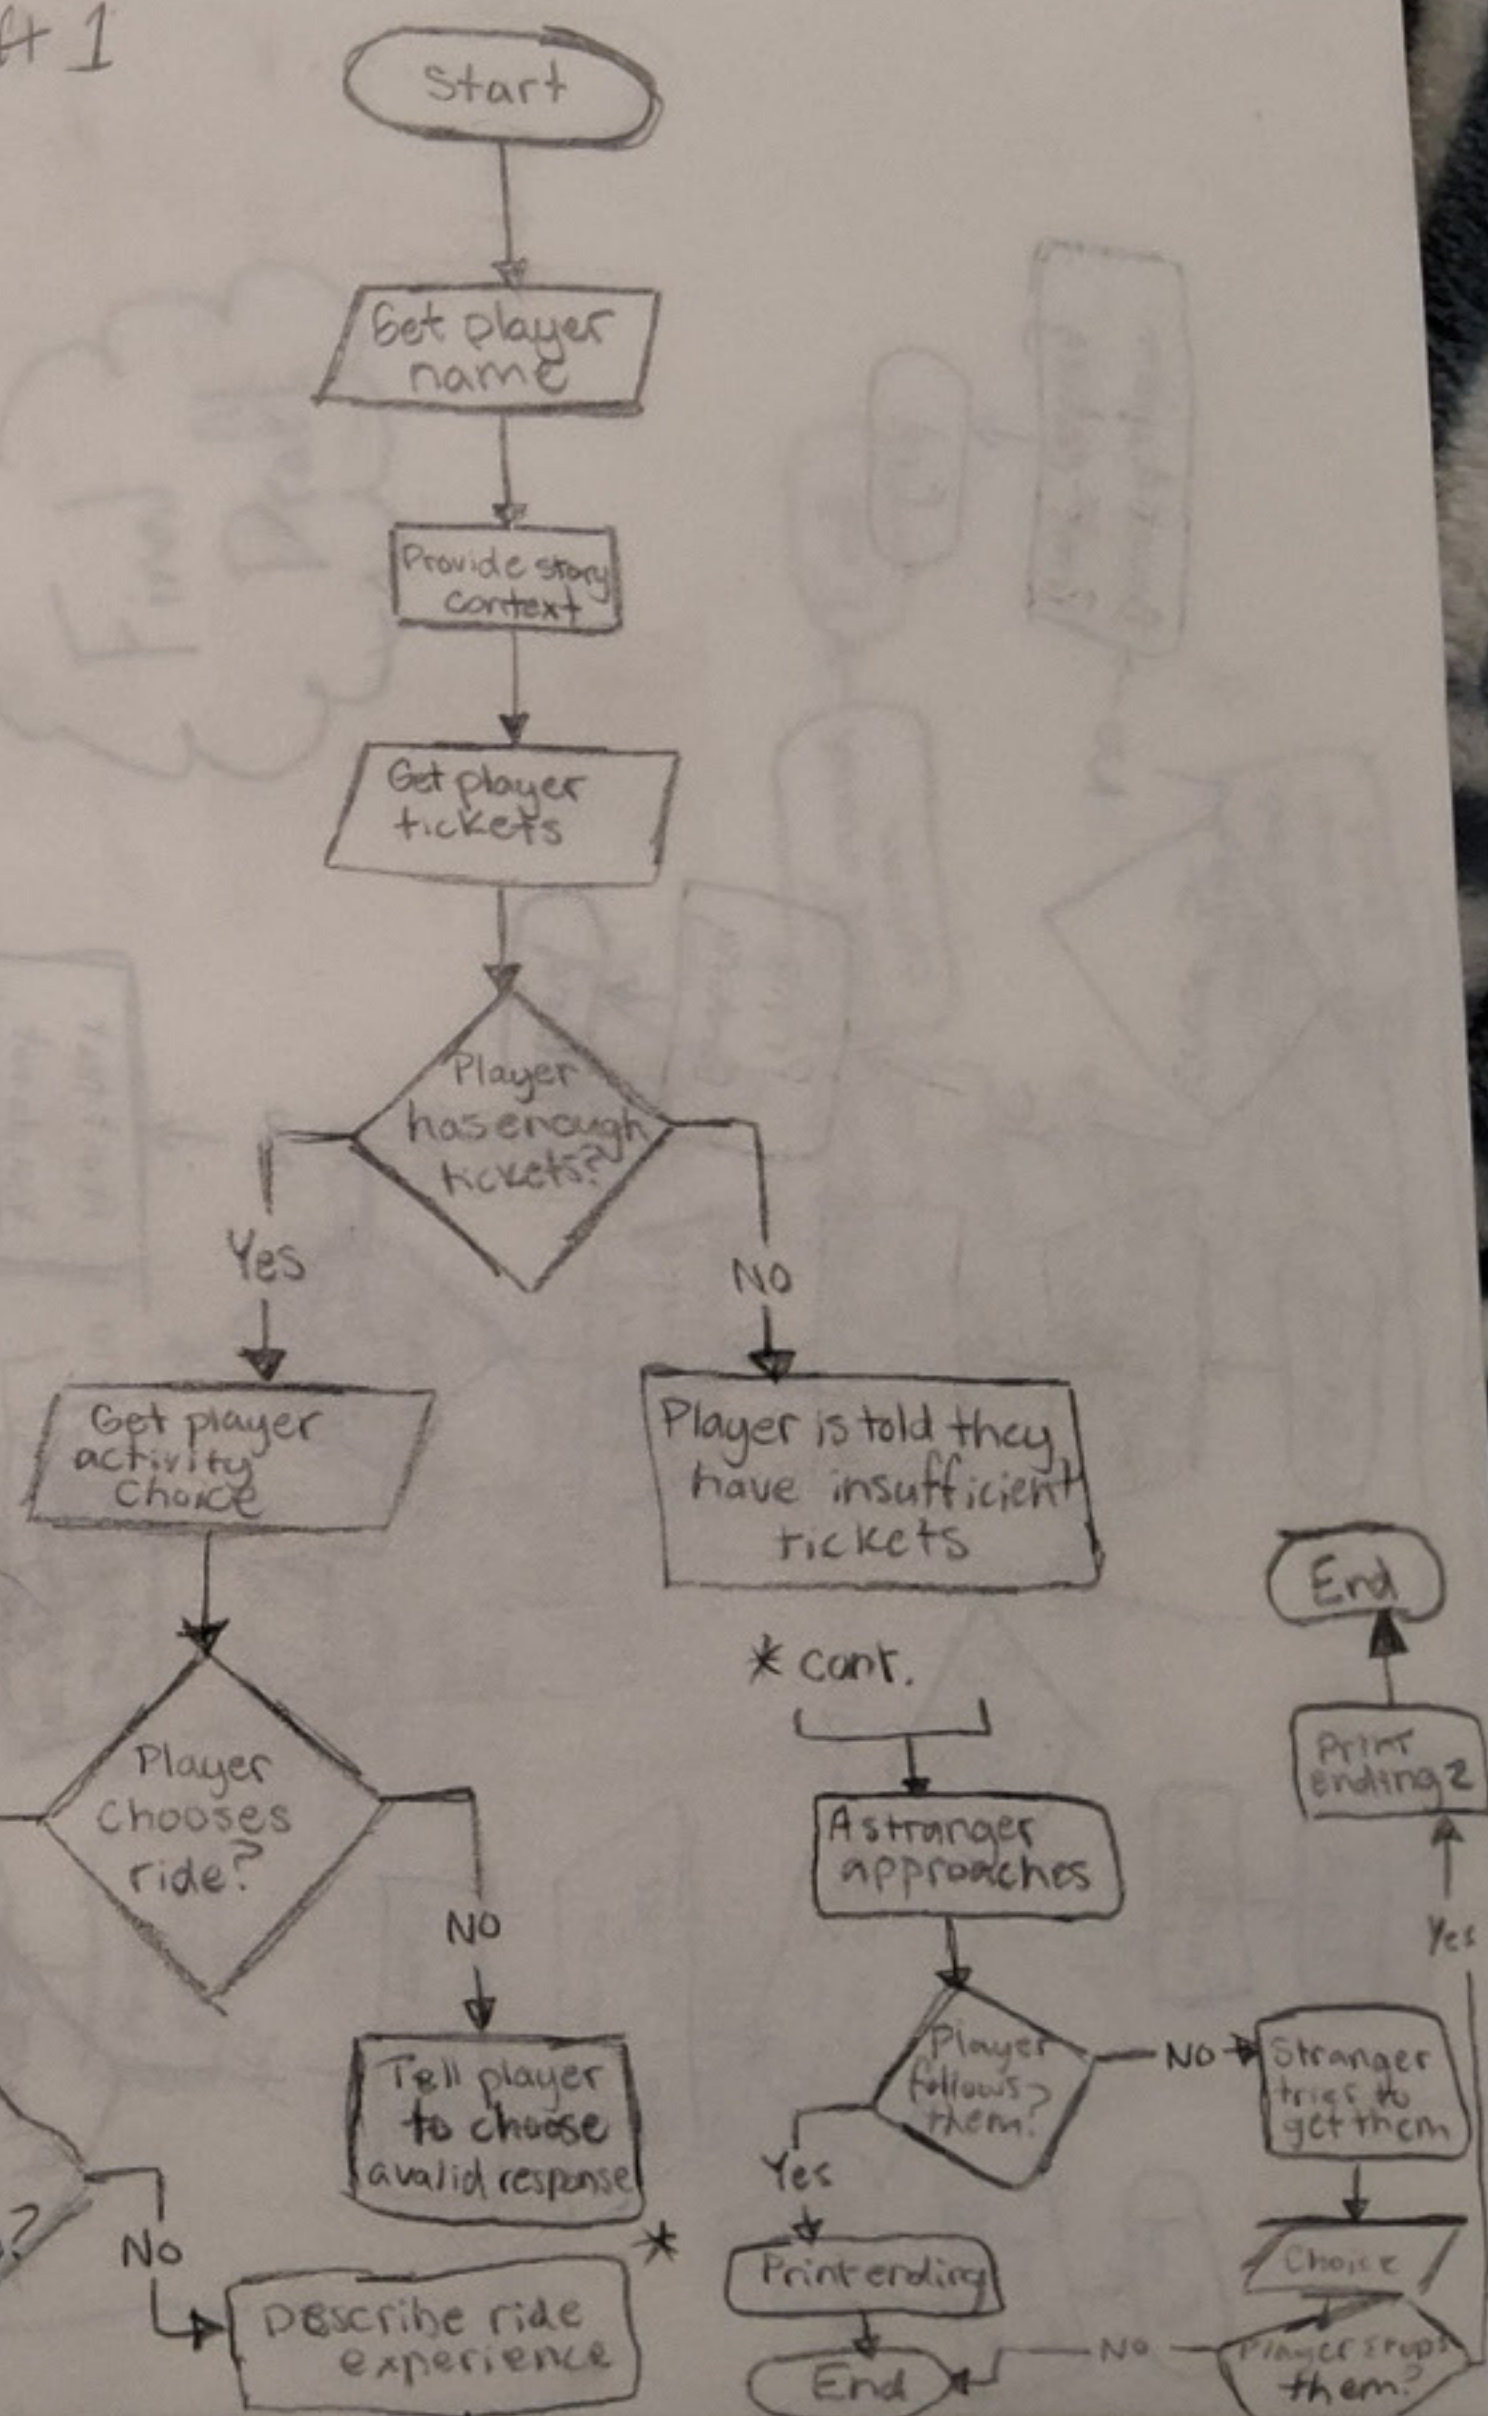 # 1
Start
Get player
name
Provide story
context
Get player
tickets
Player
has enough
tickets?
Yes
No
Get player
activity
Choice
Player is told they
have insufficient
tickets
Player
Chooses
ride?
No
Tell player
to choose
a valid response
?
No
Describe ride
experience
*
* cont.
A stranger
approaches
Player
follows
them?
Yes
No
Print ending
End
Stranger
tries to
get them
Choice
Player stops
them?
No
Yes
Print
ending 2
End
Final
Draft